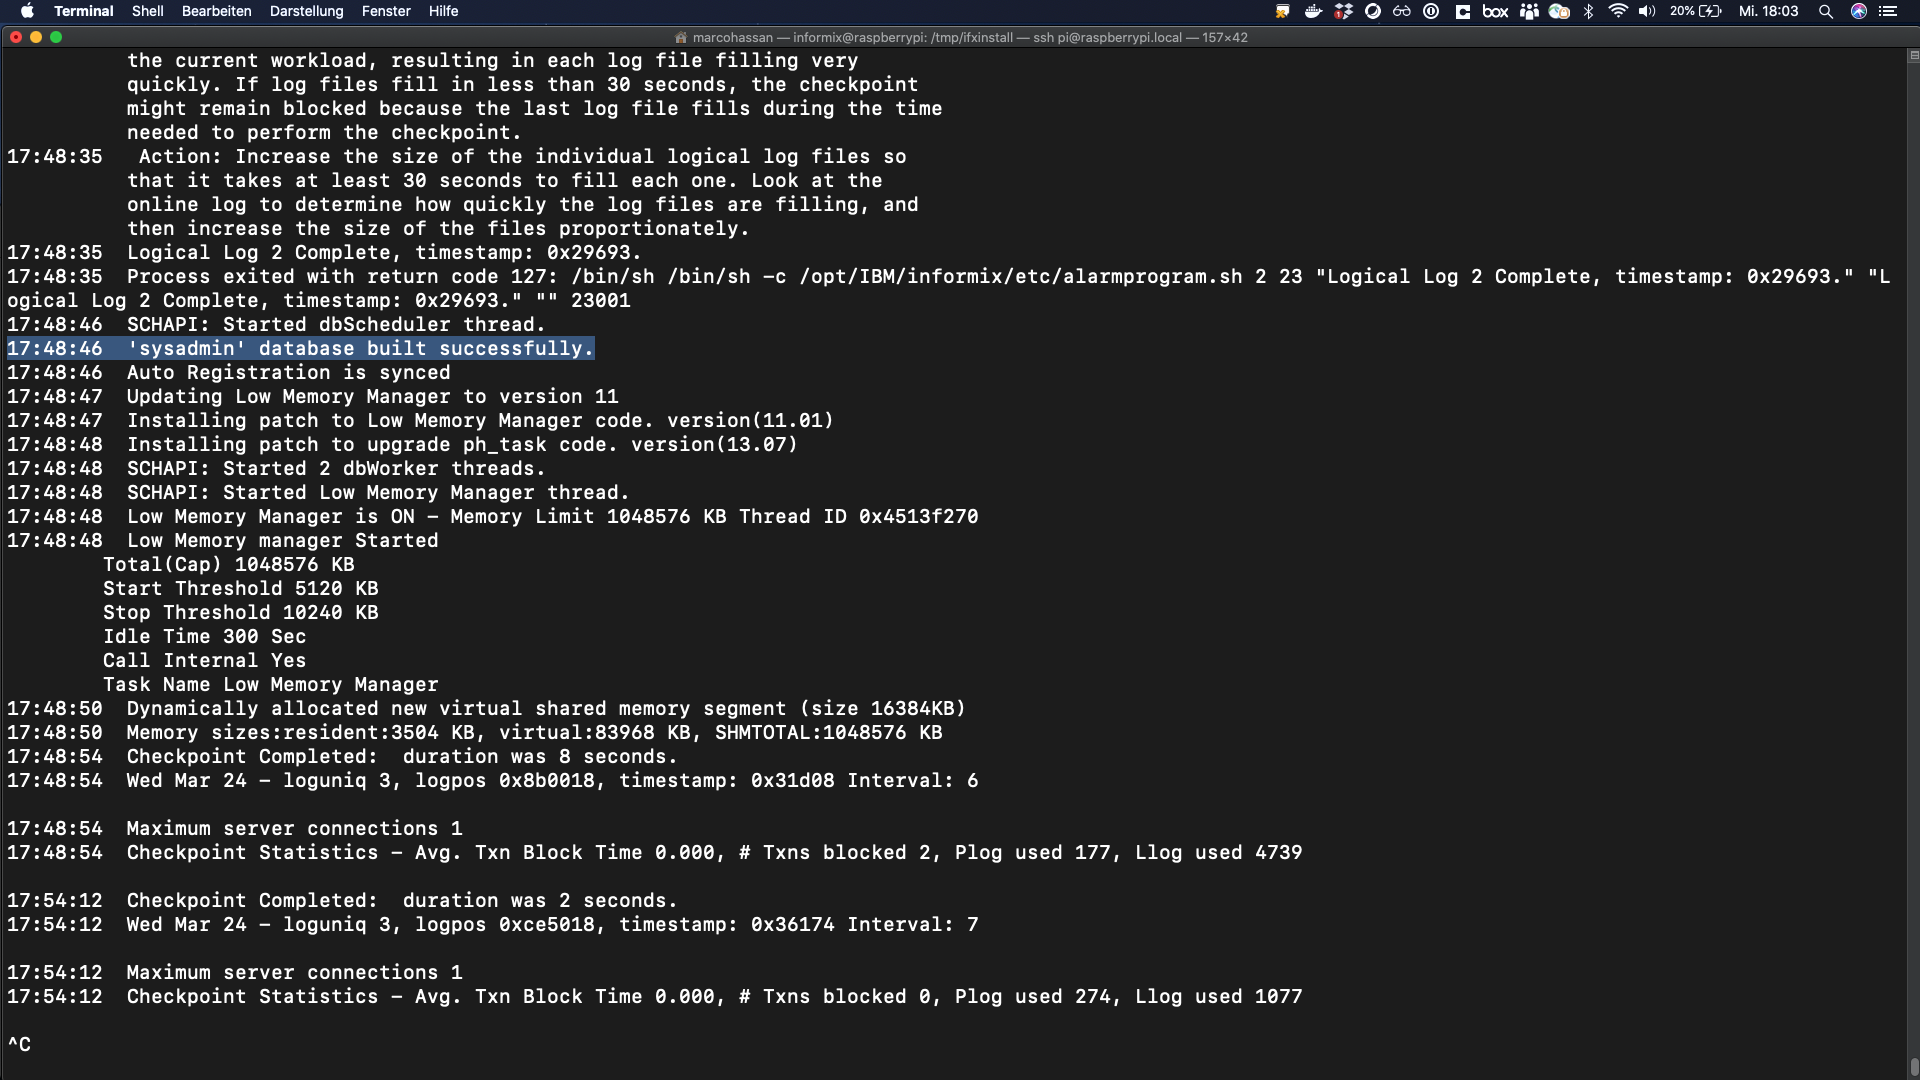 Terminal Shell Bearbeiten Darstellung Fenster Hilfe box 20% Mi. 18:03
marcohassan — informix@raspberrypi: /tmp/ifxinstall — ssh pi@raspberrypi.local — 157×42
the current workload, resulting in each log file filling very
quickly. If log files fill in less than 30 seconds, the checkpoint
might remain blocked because the last log file fills during the time
needed to perform the checkpoint.
17:48:35   Action: Increase the size of the individual logical log files so
that it takes at least 30 seconds to fill each one. Look at the
online log to determine how quickly the log files are filling, and
then increase the size of the files proportionately.
17:48:35  Logical Log 2 Complete, timestamp: 0x29693.
17:48:35  Process exited with return code 127: /bin/sh /bin/sh -c /opt/IBM/informix/etc/alarmprogram.sh 2 23 "Logical Log 2 Complete, timestamp: 0x29693." "L
ogical Log 2 Complete, timestamp: 0x29693." "" 23001
17:48:46  SCHAPI: Started dbScheduler thread.
17:48:46  'sysadmin' database built successfully.
17:48:46  Auto Registration is synced
17:48:47  Updating Low Memory Manager to version 11
17:48:47  Installing patch to Low Memory Manager code. version(11.01)
17:48:48  Installing patch to upgrade ph_task code. version(13.07)
17:48:48  SCHAPI: Started 2 dbWorker threads.
17:48:48  SCHAPI: Started Low Memory Manager thread.
17:48:48  Low Memory Manager is ON - Memory Limit 1048576 KB Thread ID 0x4513f270
17:48:48  Low Memory manager Started
Total(Cap) 1048576 KB
Start Threshold 5120 KB
Stop Threshold 10240 KB
Idle Time 300 Sec
Call Internal Yes
Task Name Low Memory Manager
17:48:50  Dynamically allocated new virtual shared memory segment (size 16384KB)
17:48:50  Memory sizes:resident:3504 KB, virtual:83968 KB, SHMTOTAL:1048576 KB
17:48:54  Checkpoint Completed:  duration was 8 seconds.
17:48:54  Wed Mar 24 - loguniq 3, logpos 0x8b0018, timestamp: 0x31d08 Interval: 6
17:48:54  Maximum server connections 1
17:48:54  Checkpoint Statistics - Avg. Txn Block Time 0.000, # Txns blocked 2, Plog used 177, Llog used 4739
17:54:12  Checkpoint Completed:  duration was 2 seconds.
17:54:12  Wed Mar 24 - loguniq 3, logpos 0xce5018, timestamp: 0x36174 Interval: 7
17:54:12  Maximum server connections 1
17:54:12  Checkpoint Statistics - Avg. Txn Block Time 0.000, # Txns blocked 0, Plog used 274, Llog used 1077
^C